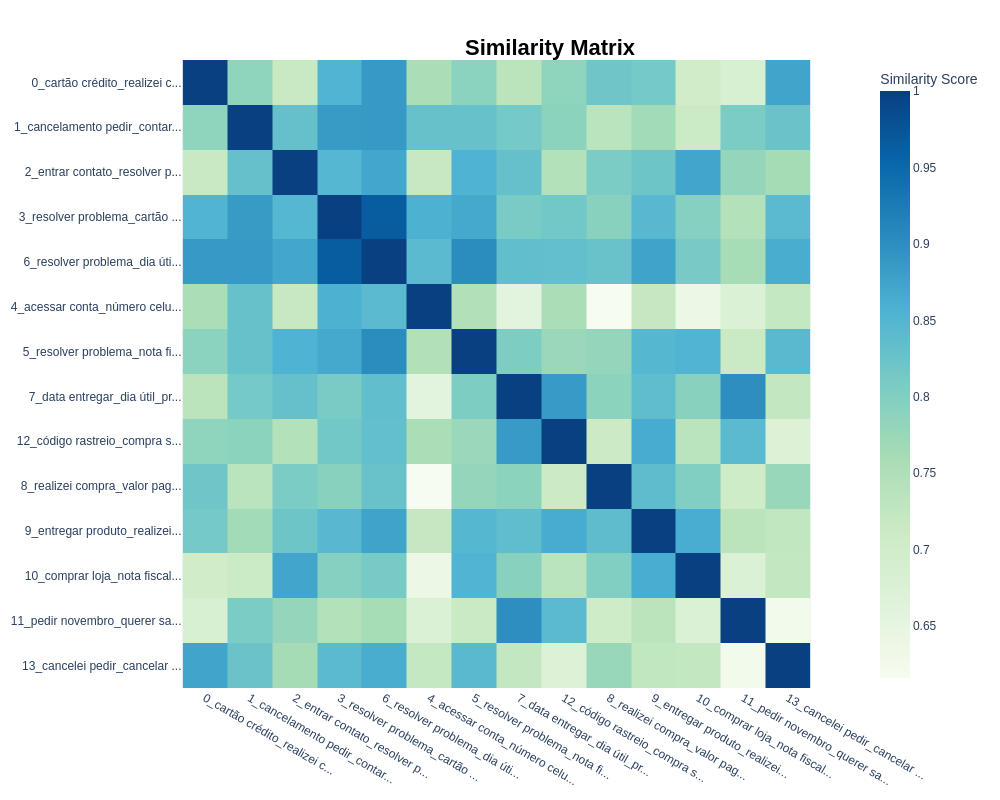 Similarity Matrix
Similarity Score
0_cartão crédito_realizei c...
1_cancelamento pedir_contar...
2_entrar contato_resolver p...
3_resolver problema_cartão ...
6_resolver problema_dia úti...
4_acessar conta_número celu...
5_resolver problema_nota fi...
7_data entregar_dia útil_pr...
12_código rastreio_compra s...
8_realizei compra_valor pag...
9_entregar produto_realizei...
10_comprar loja_nota fiscal...
11_pedir novembro_querer sa...
13_cancelei pedir_cancelar ...
1
0.95
0.9
0.85
0.8
0.75
0.7
0.65
0_cartão crédito_realizei c...
1_cancelamento pedir_contar...
2_entrar contato_resolver p...
3_resolver problema_cartão ...
6_resolver problema_dia úti...
4_acessar conta_número celu...
5_resolver problema_nota fi...
7_data entregar_dia útil_pr...
12_código rastreio_compra s...
8_realizei compra_valor pag...
9_entregar produto_realizei...
10_comprar loja_nota fiscal...
11_pedir novembro_querer sa...
13_cancelei pedir_cancelar ...